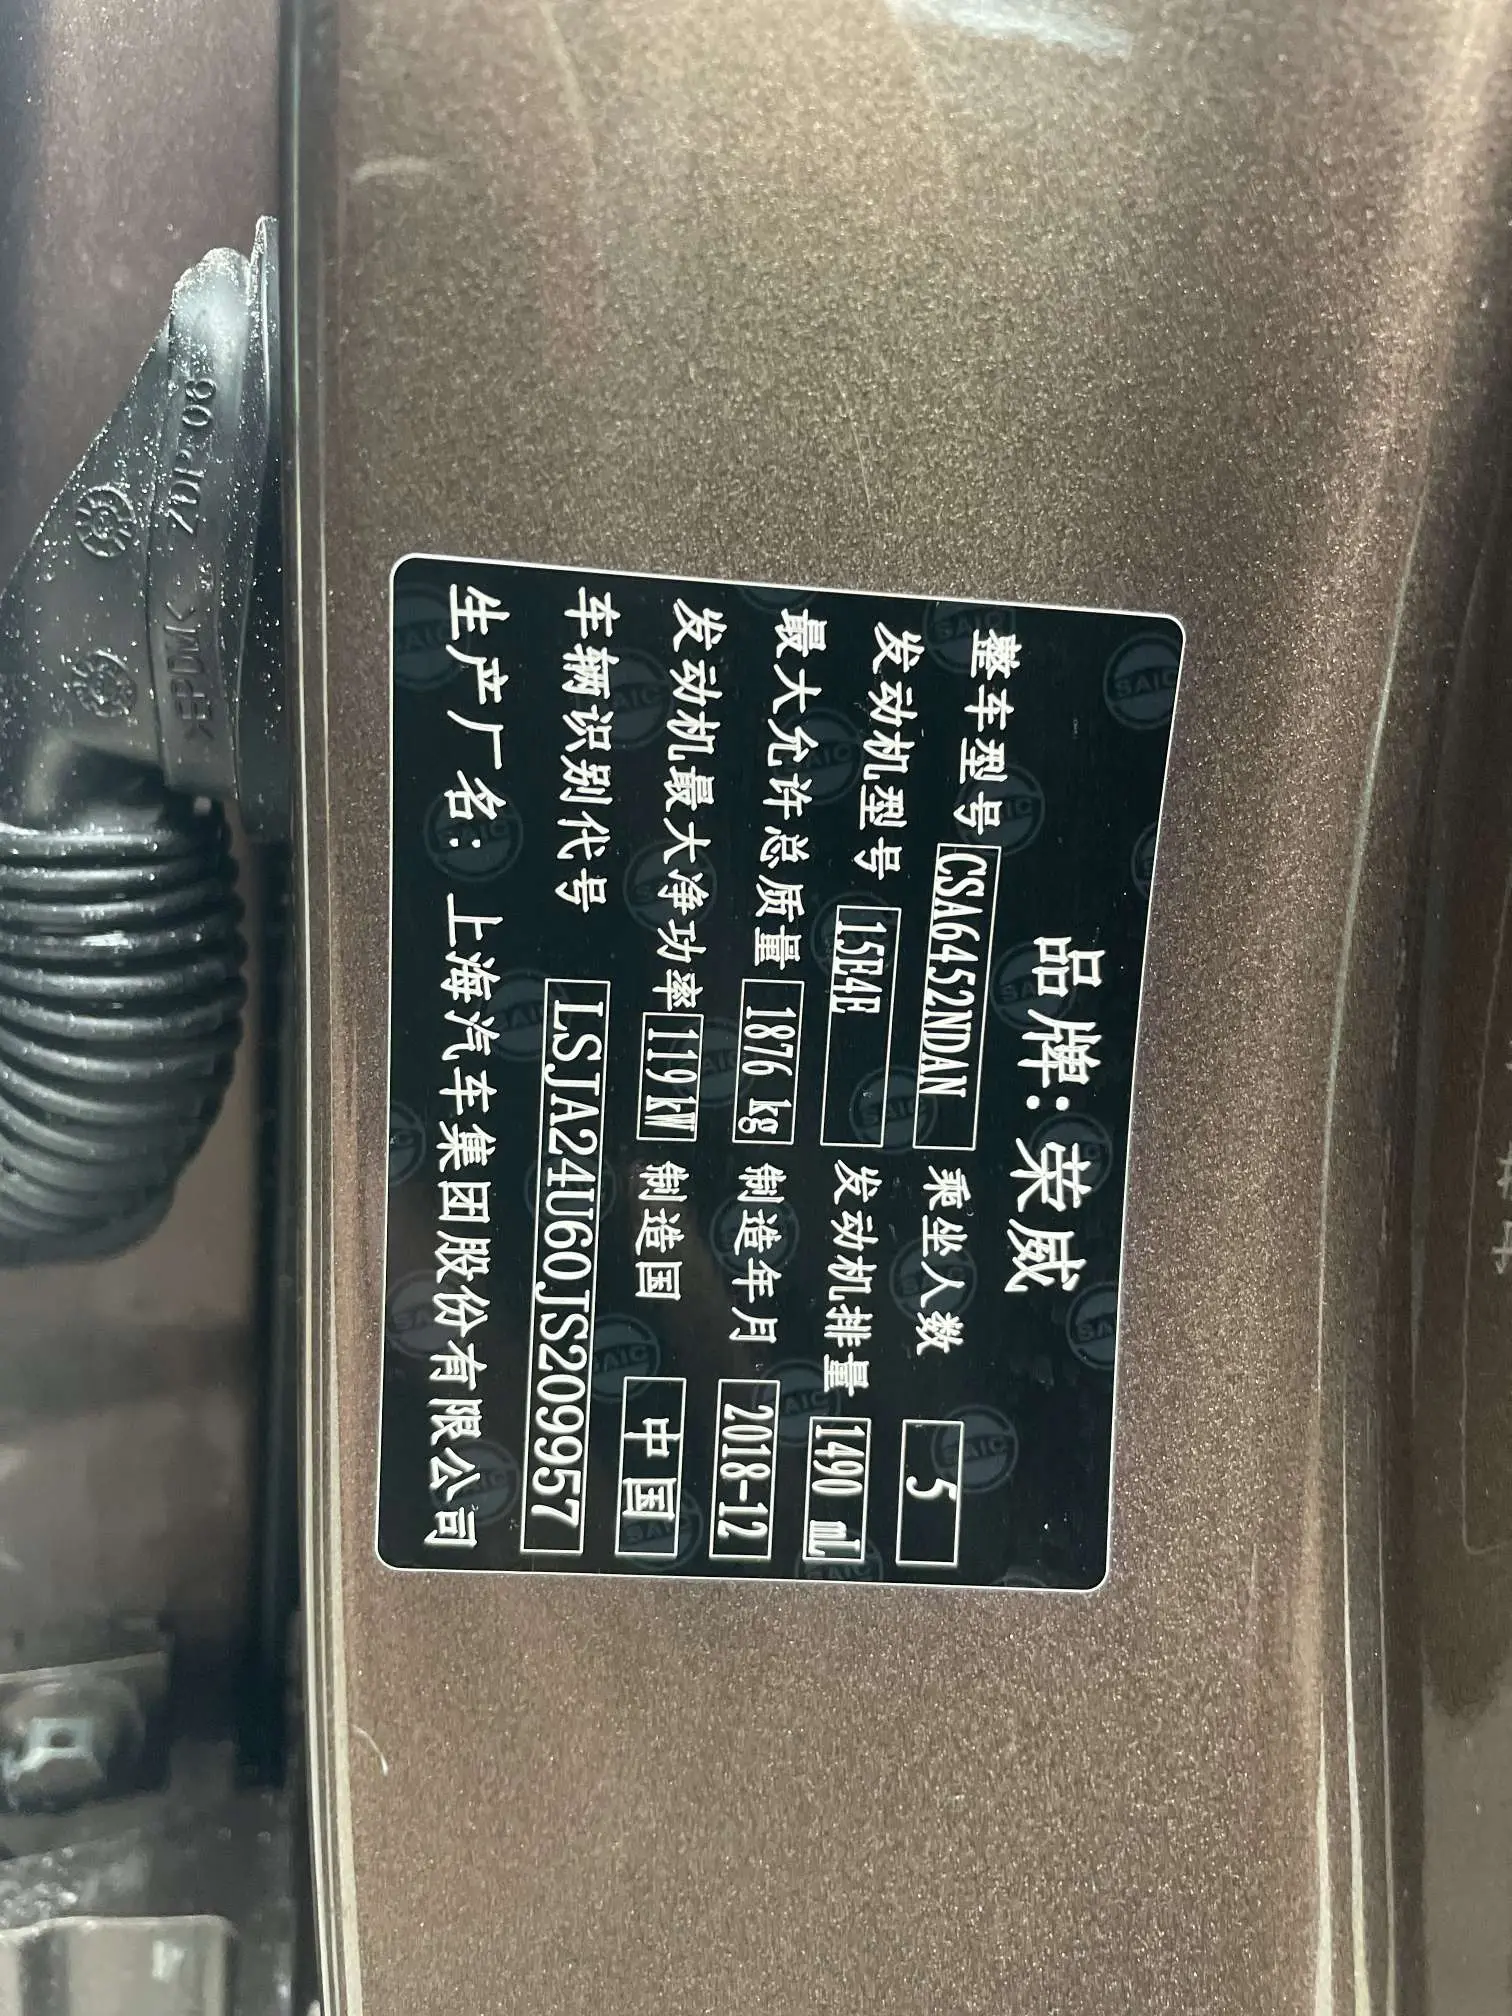 品牌: 荣威
整车型号 CSA6452NDAN 乘坐人数 5
发动机型号 15E4E 发动机排量 1490 mL
最大允许总质量 1876 kg 制造年月 2018-12
发动机最大净功率 119 kW 制造国 中国
车辆识别代号 LSJA24U60JS209957
生产厂名: 上海汽车集团股份有限公司
SAIC
>EPDM<